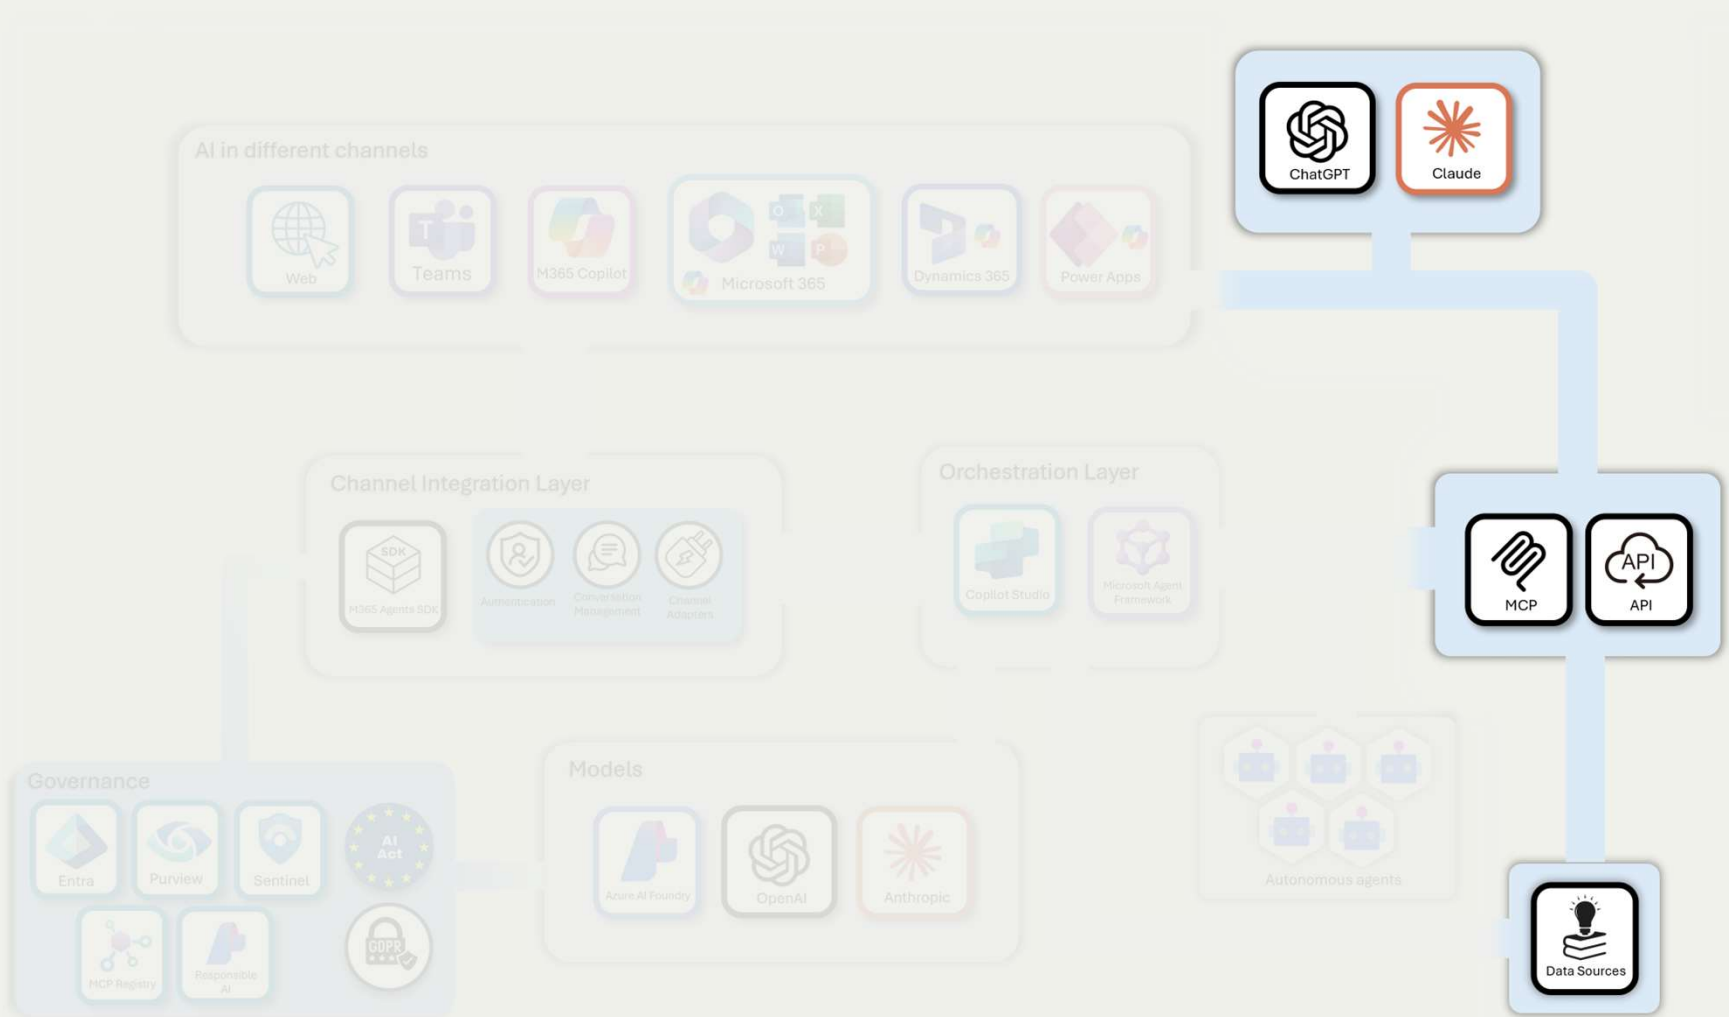 ChatGPT
Claude
AI in different channels
Web
Teams
M365 Copilot
Microsoft 365
Dynamics 365
Power Apps
O
X
W
P
T
Channel Integration Layer
SDK
M365 Agents SDK
Authentication
Conversation
Management
Channel
Adapters
Orchestration Layer
Copilot Studio
Microsoft Agent
Framework
MCP
API
API
Governance
Entra
Purview
Sentinel
AI
Act
MCP Registry
Responsible
AI
GDPR
Models
Azure AI Foundry
OpenAI
Anthropic
Autonomous agents
Data Sources